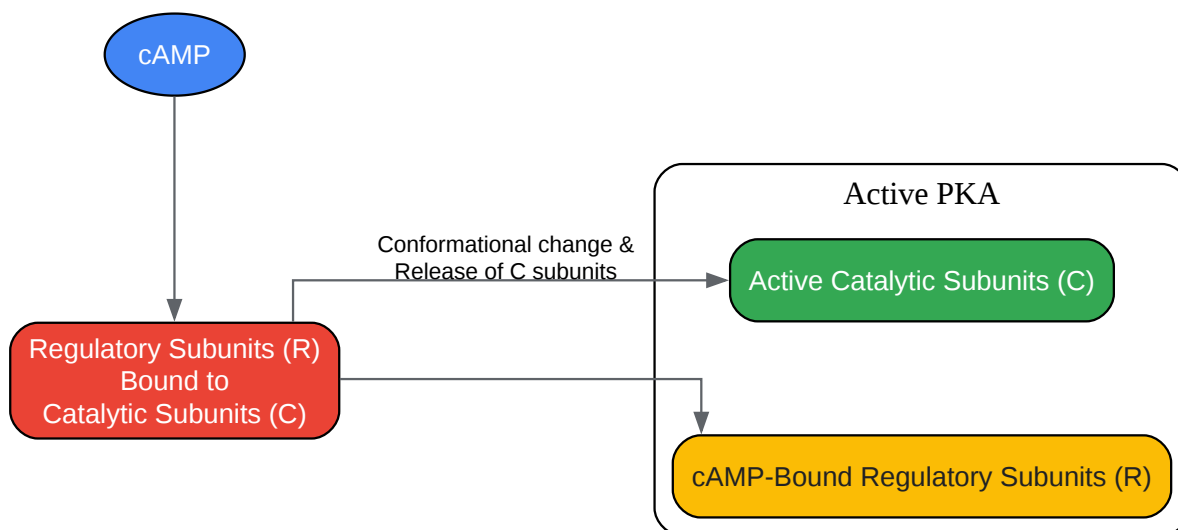 cAMP
Active PKA
Conformational change &
Release of C subunits
Active Catalytic Subunits (C)
Regulatory Subunits (R)
Bound to
Catalytic Subunits (C)
cAMP-Bound Regulatory Subunits (R)